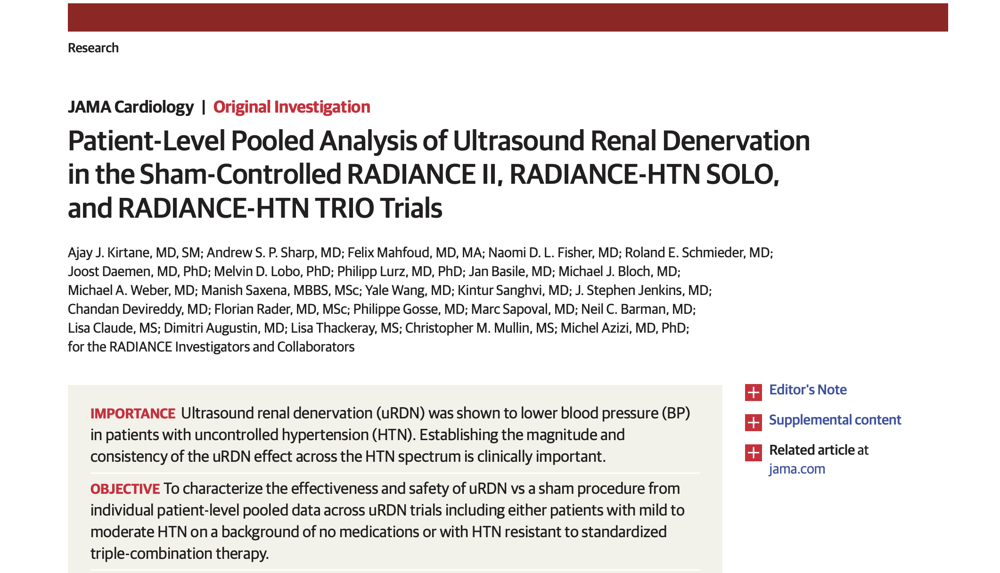 Research
JAMA Cardiology | Original Investigation
Patient-Level Pooled Analysis of Ultrasound Renal Denervation
in the Sham-Controlled RADIANCE II, RADIANCE-HTN SOLO,
and RADIANCE-HTN TRIO Trials
Ajay J. Kirtane, MD, SM; Andrew S. P. Sharp, MD; Felix Mahfoud, MD, MA; Naomi D. L. Fisher, MD; Roland E. Schmieder, MD;
Joost Daemen, MD, PhD; Melvin D. Lobo, PhD; Philipp Lurz, MD, PhD; Jan Basile, MD; Michael J. Bloch, MD;
Michael A. Weber, MD; Manish Saxena, MBBS, MSc; Yale Wang, MD; Kintur Sanghvi, MD; J. Stephen Jenkins, MD;
Chandan Devireddy, MD; Florian Rader, MD, MSc; Philippe Gosse, MD; Marc Sapoval, MD; Neil C. Barman, MD;
Lisa Claude, MS; Dimitri Augustin, MD; Lisa Thackeray, MS; Christopher M. Mullin, MS; Michel Azizi, MD, PhD;
for the RADIANCE Investigators and Collaborators
IMPORTANCE Ultrasound renal denervation (uRDN) was shown to lower blood pressure (BP)
in patients with uncontrolled hypertension (HTN). Establishing the magnitude and
consistency of the uRDN effect across the HTN spectrum is clinically important.
OBJECTIVE To characterize the effectiveness and safety of uRDN vs a sham procedure from
individual patient-level pooled data across uRDN trials including either patients with mild to
moderate HTN on a background of no medications or with HTN resistant to standardized
triple-combination therapy.
Editor's Note
Supplemental content
Related article at
jama.com